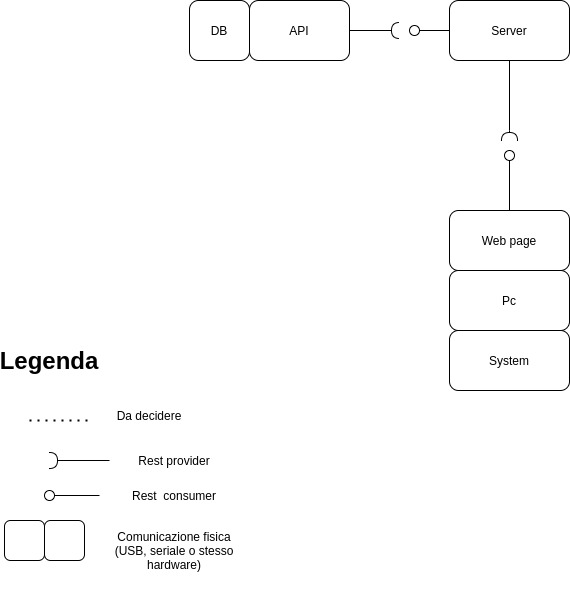 DB
API
Server
Web page
Pc
System
Legenda
Da decidere
Rest provider
Rest  consumer
Comunicazione fisica
(USB, seriale o stesso
hardware)